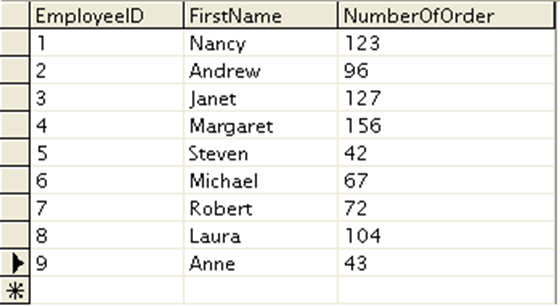 EmployeeID FirstName NumberOfOrder
1 Nancy 123
2 Andrew 96
3 Janet 127
4 Margaret 156
5 Steven 42
6 Michael 67
7 Robert 72
8 Laura 104
9 Anne 43